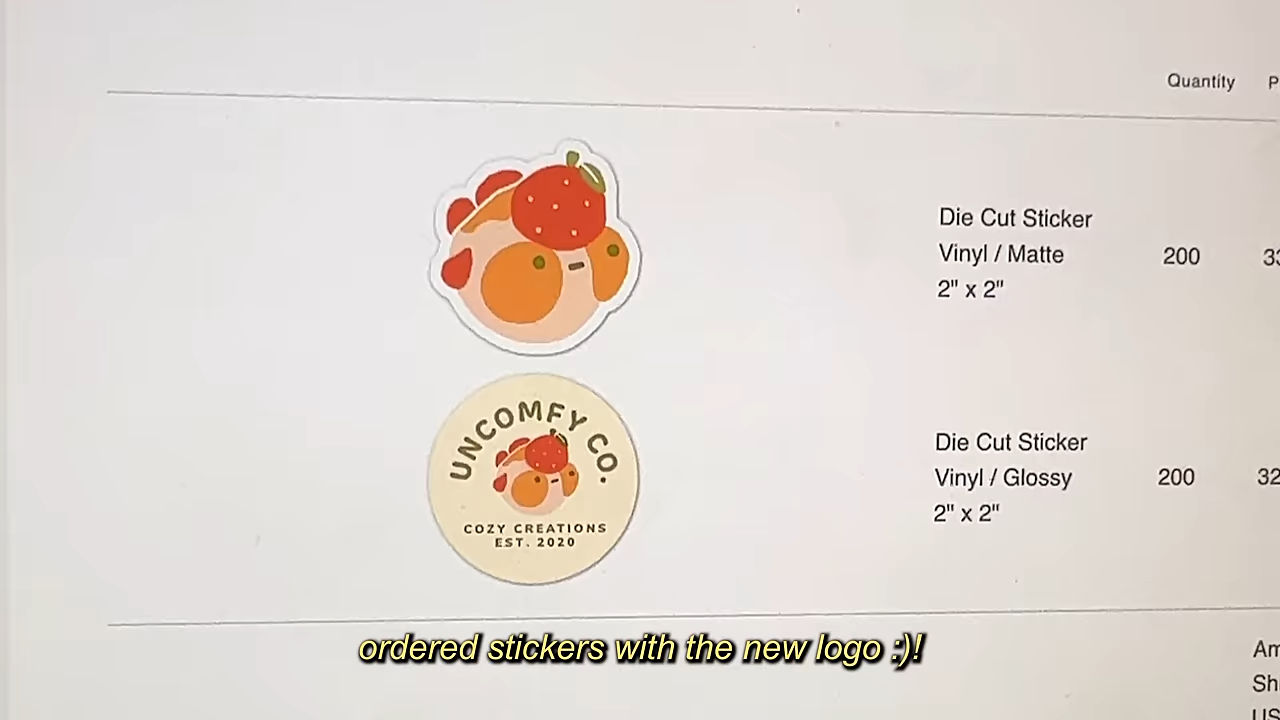 Quantity P
Die Cut Sticker
Vinyl / Matte
2" x 2"
200
UNCOMFY CO.
COZY CREATIONS
EST. 2020
Die Cut Sticker
Vinyl / Glossy
2" x 2"
200
ordered stickers with the new logo :)!